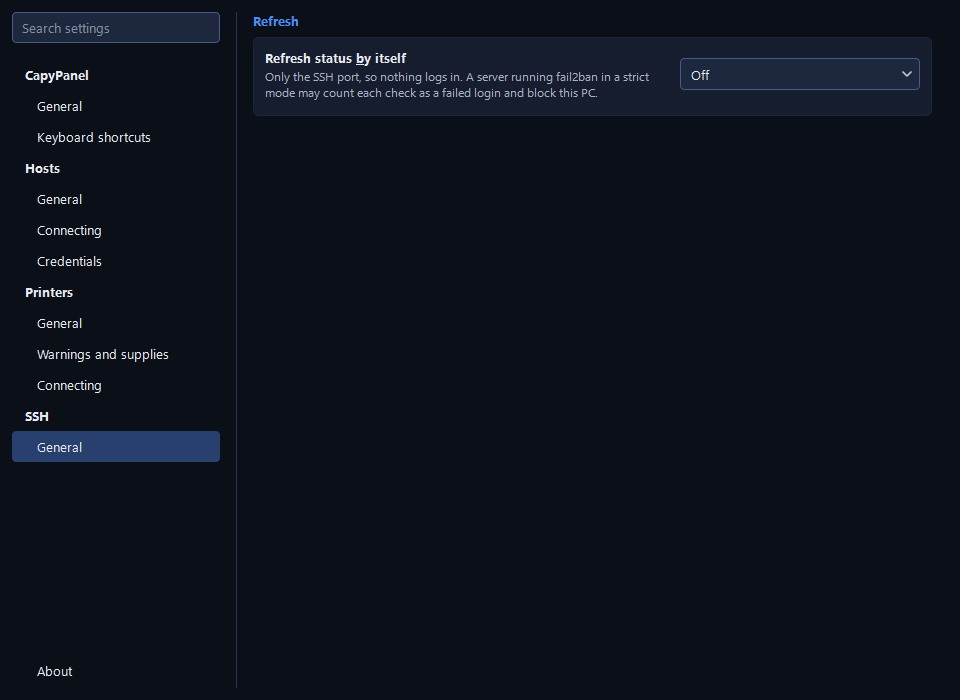 Search settings
CapyPanel
General
Keyboard shortcuts
Hosts
General
Connecting
Credentials
Printers
General
Warnings and supplies
Connecting
SSH
General
About
Refresh
Refresh status by itself
Only the SSH port, so nothing logs in. A server running fail2ban in a strict
mode may count each check as a failed login and block this PC.
Off